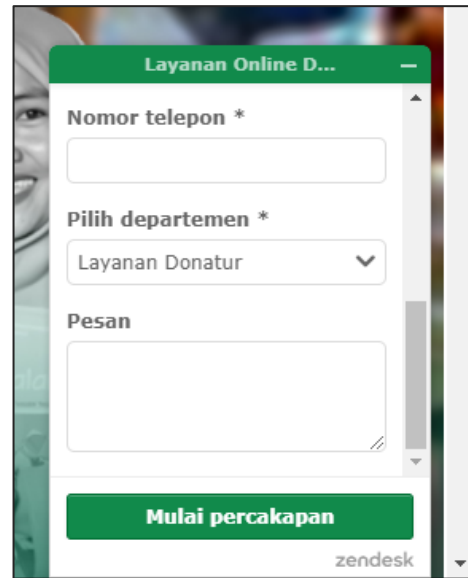 Layanan Online D...
Nomor telepon *
Pilih departemen *
Layanan Donatur
Pesan
Mulai percakapan
zendesk